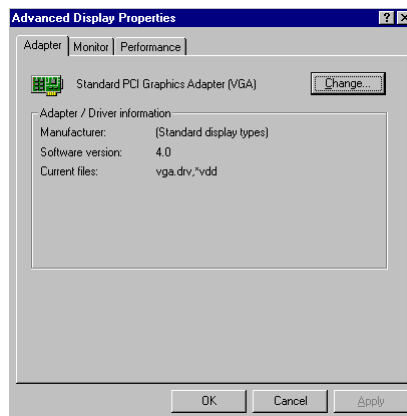 Advanced Display Properties
Adapter Monitor Performance
Standard PCI Graphics Adapter (VGA) Change...
Adapter / Driver information
Manufacturer: (Standard display types)
Software version: 4.0
Current files: vga.drv,*vdd
OK Cancel Apply